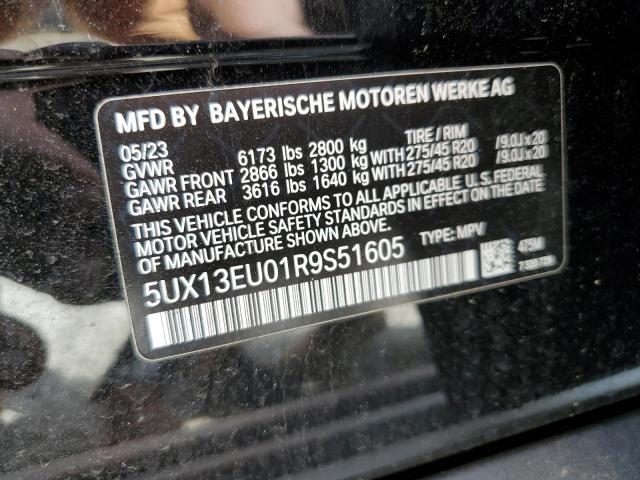 MFD BY BAYERISCHE MOTOREN WERKE AG
05/23 TIRE / RIM
GVWR 6173 lbs 2800 kg
GAWR FRONT 2866 lbs 1300 kg WITH 275/45 R20 /9.0J x 20
GAWR REAR 3616 lbs 1640 kg WITH 275/45 R20 /9.0J x 20
THIS VEHICLE CONFORMS TO ALL APPLICABLE U.S. FEDERAL
MOTOR VEHICLE SAFETY STANDARDS IN EFFECT ON THE DATE
OF MANUFACTURE SHOWN ABOVE.
5UX13EU01R9S51605 TYPE: MPV
475M